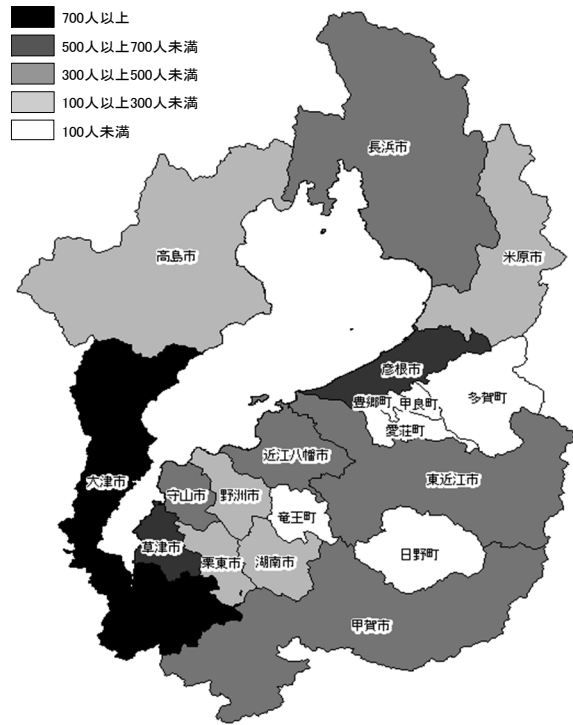 700人以上
500人以上700人未満
300人以上500人未満
100人以上300人未満
100人未満
長浜市
高島市
米原市
彦根市
豊郷町
甲良町
多賀町
愛荘町
近江八幡市
東近江市
大津市
守山市
野洲市
竜王町
草津市
栗東市
湖南市
日野町
甲賀市